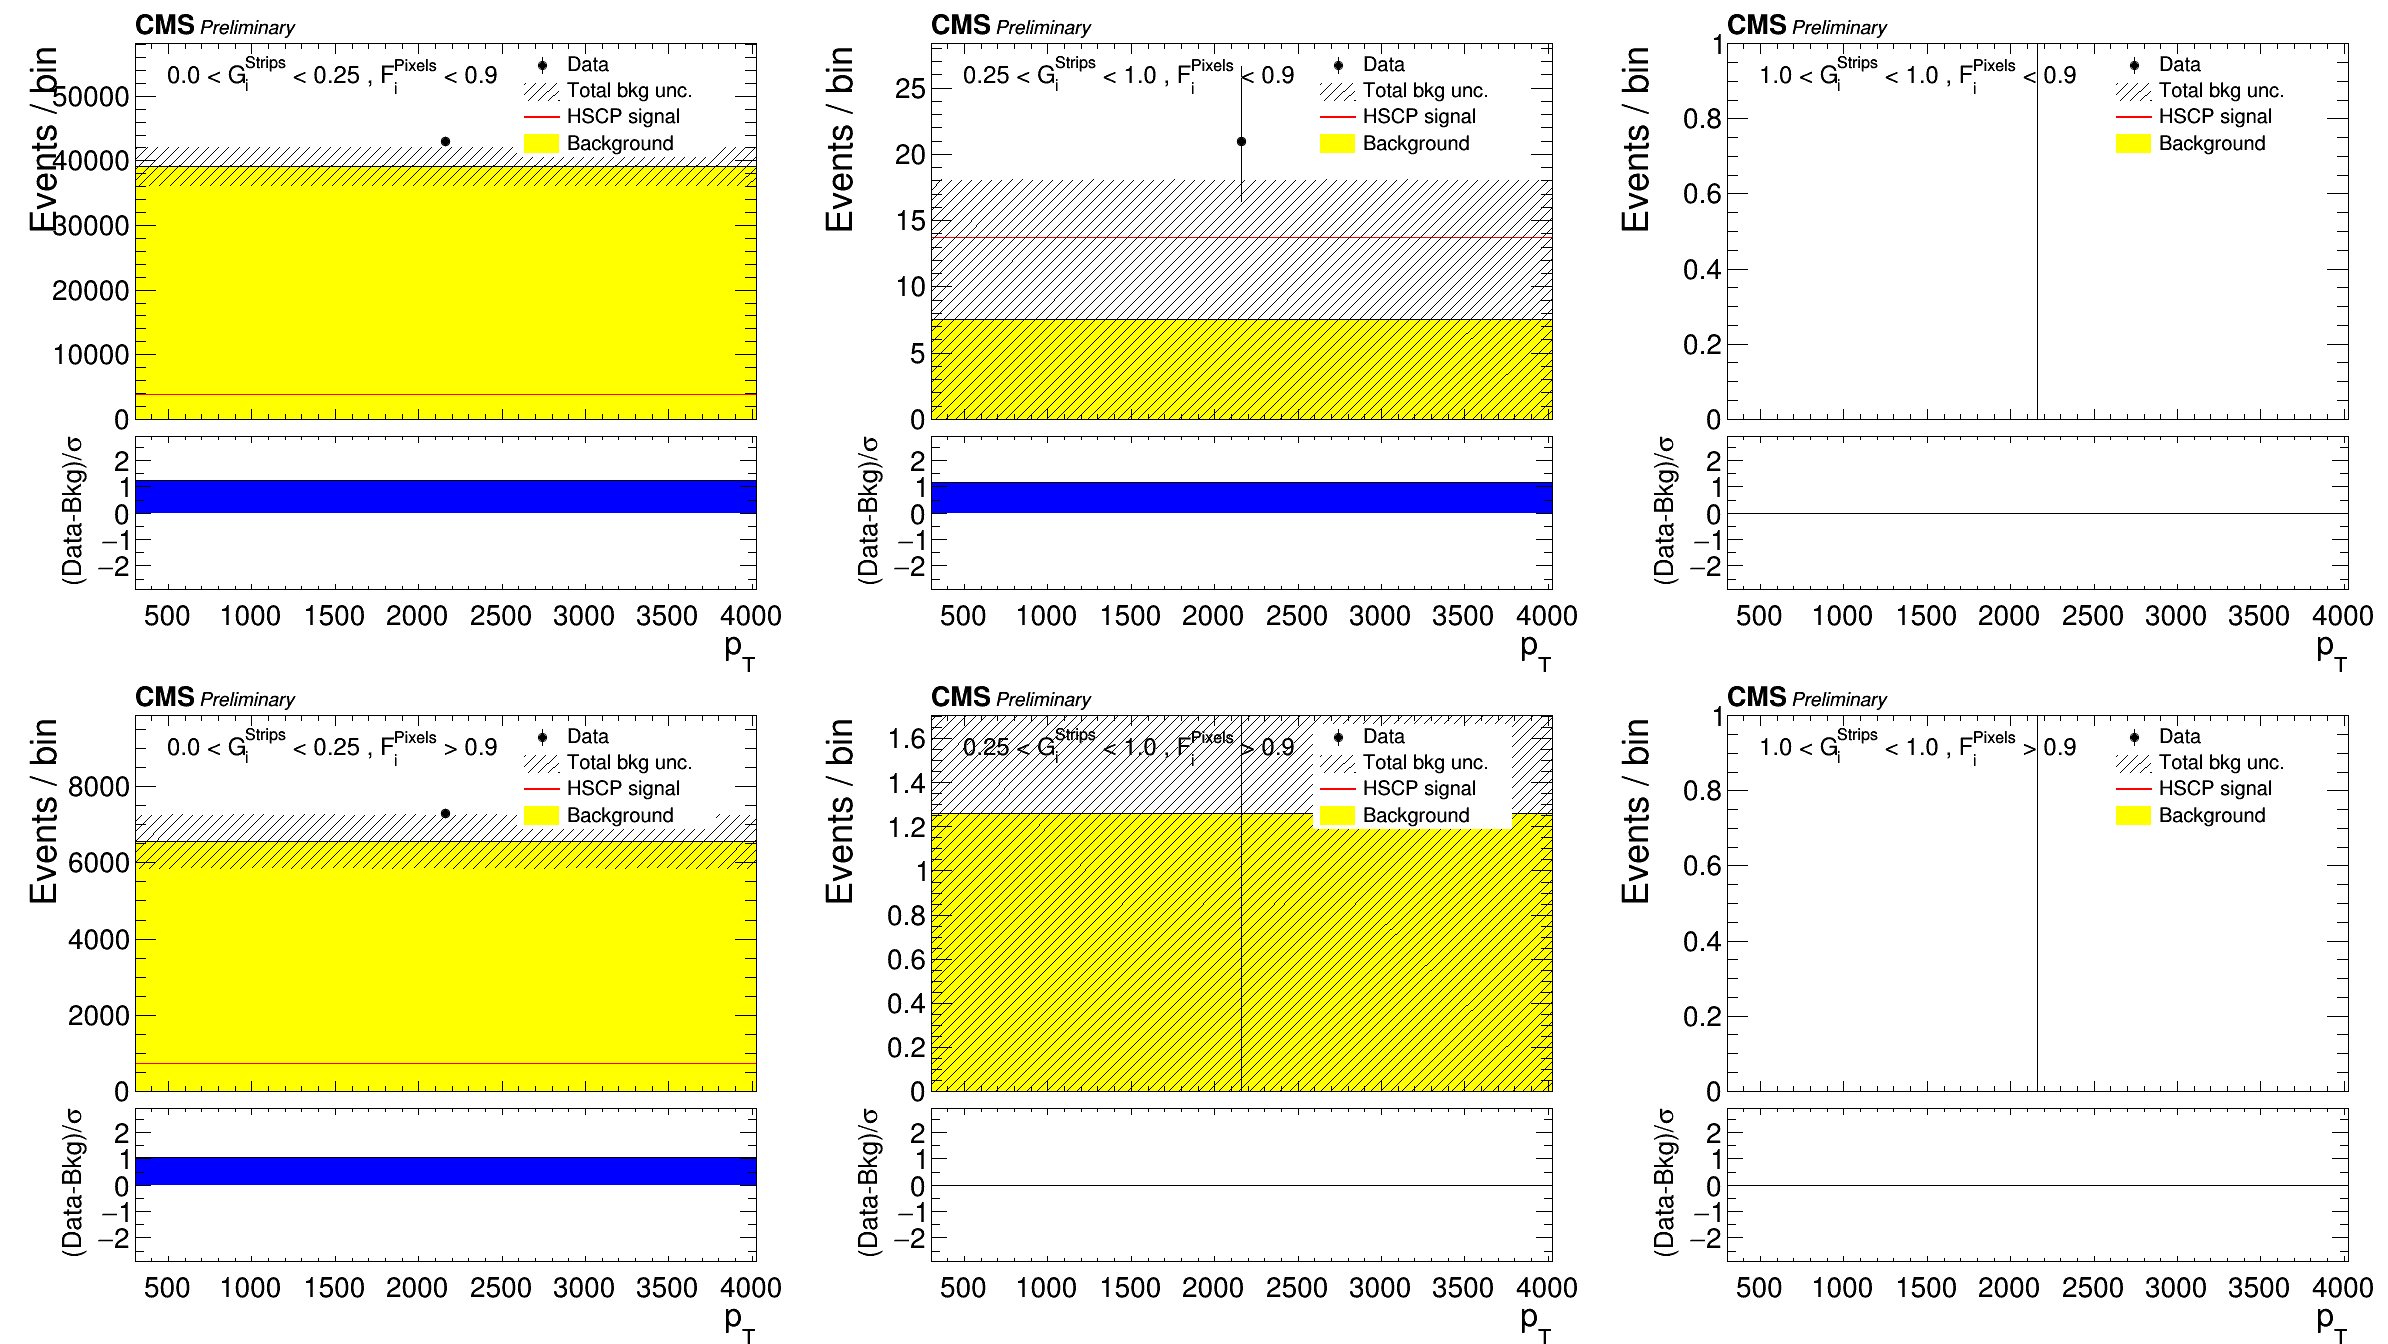 CMS Preliminary
0.0 < G_i^Strips < 0.25 , F_i^Pixels < 0.9
Data
Total bkg unc.
HSCP signal
Background
Events / bin
50000
40000
30000
20000
10000
0
(Data-Bkg)/σ
2
1
0
−1
−2
500 1000 1500 2000 2500 3000 3500 4000
p_T
CMS Preliminary
0.25 < G_i^Strips < 1.0 , F_i^Pixels < 0.9
Data
Total bkg unc.
HSCP signal
Background
Events / bin
25
20
15
10
5
0
(Data-Bkg)/σ
2
1
0
−1
−2
500 1000 1500 2000 2500 3000 3500 4000
p_T
CMS Preliminary
1.0 < G_i^Strips < 1.0 , F_i^Pixels < 0.9
Data
Total bkg unc.
HSCP signal
Background
Events / bin
1
0.8
0.6
0.4
0.2
0
(Data-Bkg)/σ
2
1
0
−1
−2
500 1000 1500 2000 2500 3000 3500 4000
p_T
CMS Preliminary
0.0 < G_i^Strips < 0.25 , F_i^Pixels > 0.9
Data
Total bkg unc.
HSCP signal
Background
Events / bin
8000
6000
4000
2000
0
(Data-Bkg)/σ
2
1
0
−1
−2
500 1000 1500 2000 2500 3000 3500 4000
p_T
CMS Preliminary
0.25 < G_i^Strips < 1.0 , F_i^Pixels > 0.9
Data
Total bkg unc.
HSCP signal
Background
Events / bin
1.6
1.4
1.2
1
0.8
0.6
0.4
0.2
0
(Data-Bkg)/σ
2
1
0
−1
−2
500 1000 1500 2000 2500 3000 3500 4000
p_T
CMS Preliminary
1.0 < G_i^Strips < 1.0 , F_i^Pixels > 0.9
Data
Total bkg unc.
HSCP signal
Background
Events / bin
1
0.8
0.6
0.4
0.2
0
(Data-Bkg)/σ
2
1
0
−1
−2
500 1000 1500 2000 2500 3000 3500 4000
p_T